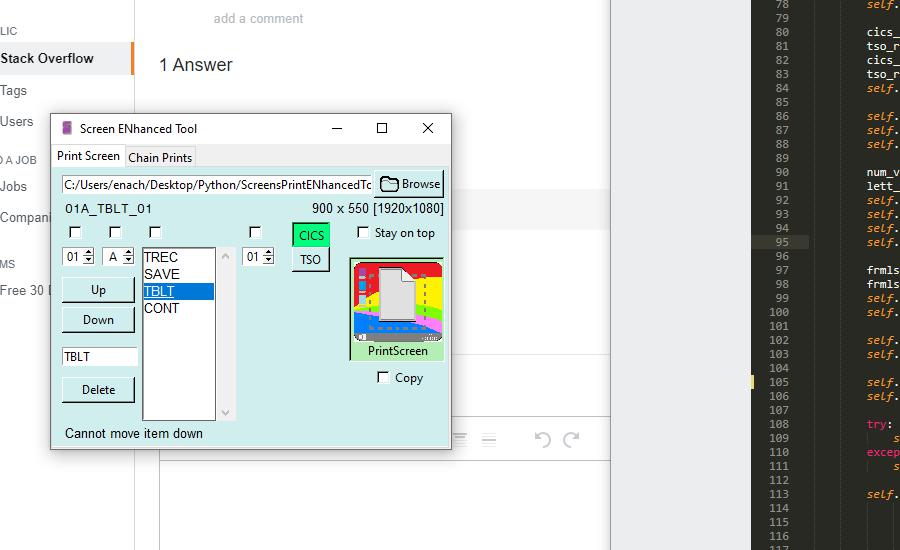 add a comment
LIC
Stack Overflow
1 Answer
Tags
Users
D A JOB
Jobs
Compani
MS
Free 30 D
Screen ENhanced Tool
Print Screen
Chain Prints
C:/Users/enach/Desktop/Python/ScreensPrintENhancedTc
Browse
01A_TBLT_01
900 x 550 [1920x1080]
CICS
Stay on top
01
A
TREC
01
TSO
SAVE
Up
TBLT
CONT
Down
TBLT
PrintScreen
Delete
Copy
Cannot move item down
78 self.
79
80 cics_
81 tso_r
82 cics_
83 tso_r
84 self.
85
86 self.
87 self.
88 self.
89
90 num_v
91 lett_
92 self.
93 self.
94 self.
95 self.
96
97 frmls
98 frmls
99 self.
100 self.
101
102 self.
103 self.
104
105 self.
106 self.
107
108 try:
109 s
110 excep
111 s
112
113 self.
114
115
116
117